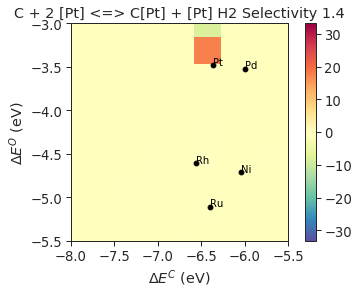 C + 2 [Pt] <=> C[Pt] + [Pt] H2 Selectivity 1.4
−3.0
−3.5
−4.0
−4.5
−5.0
−5.5
ΔE^O (eV)
Pt
Pd
Rh
Ni
Ru
−8.0 −7.5 −7.0 −6.5 −6.0 −5.5
ΔE^C (eV)
30
20
10
0
−10
−20
−30